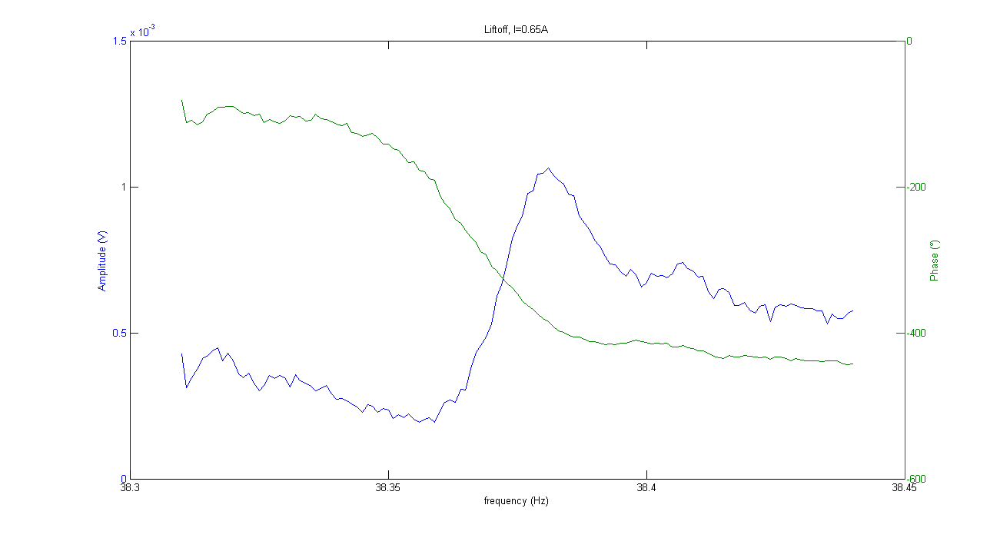 Liftoff, I=0.65A
x 10^-3
1.5
1
0.5
0
Amplitude (V)
0
-200
-400
-600
Phase (°)
38.3
38.35
38.4
38.45
frequency (Hz)